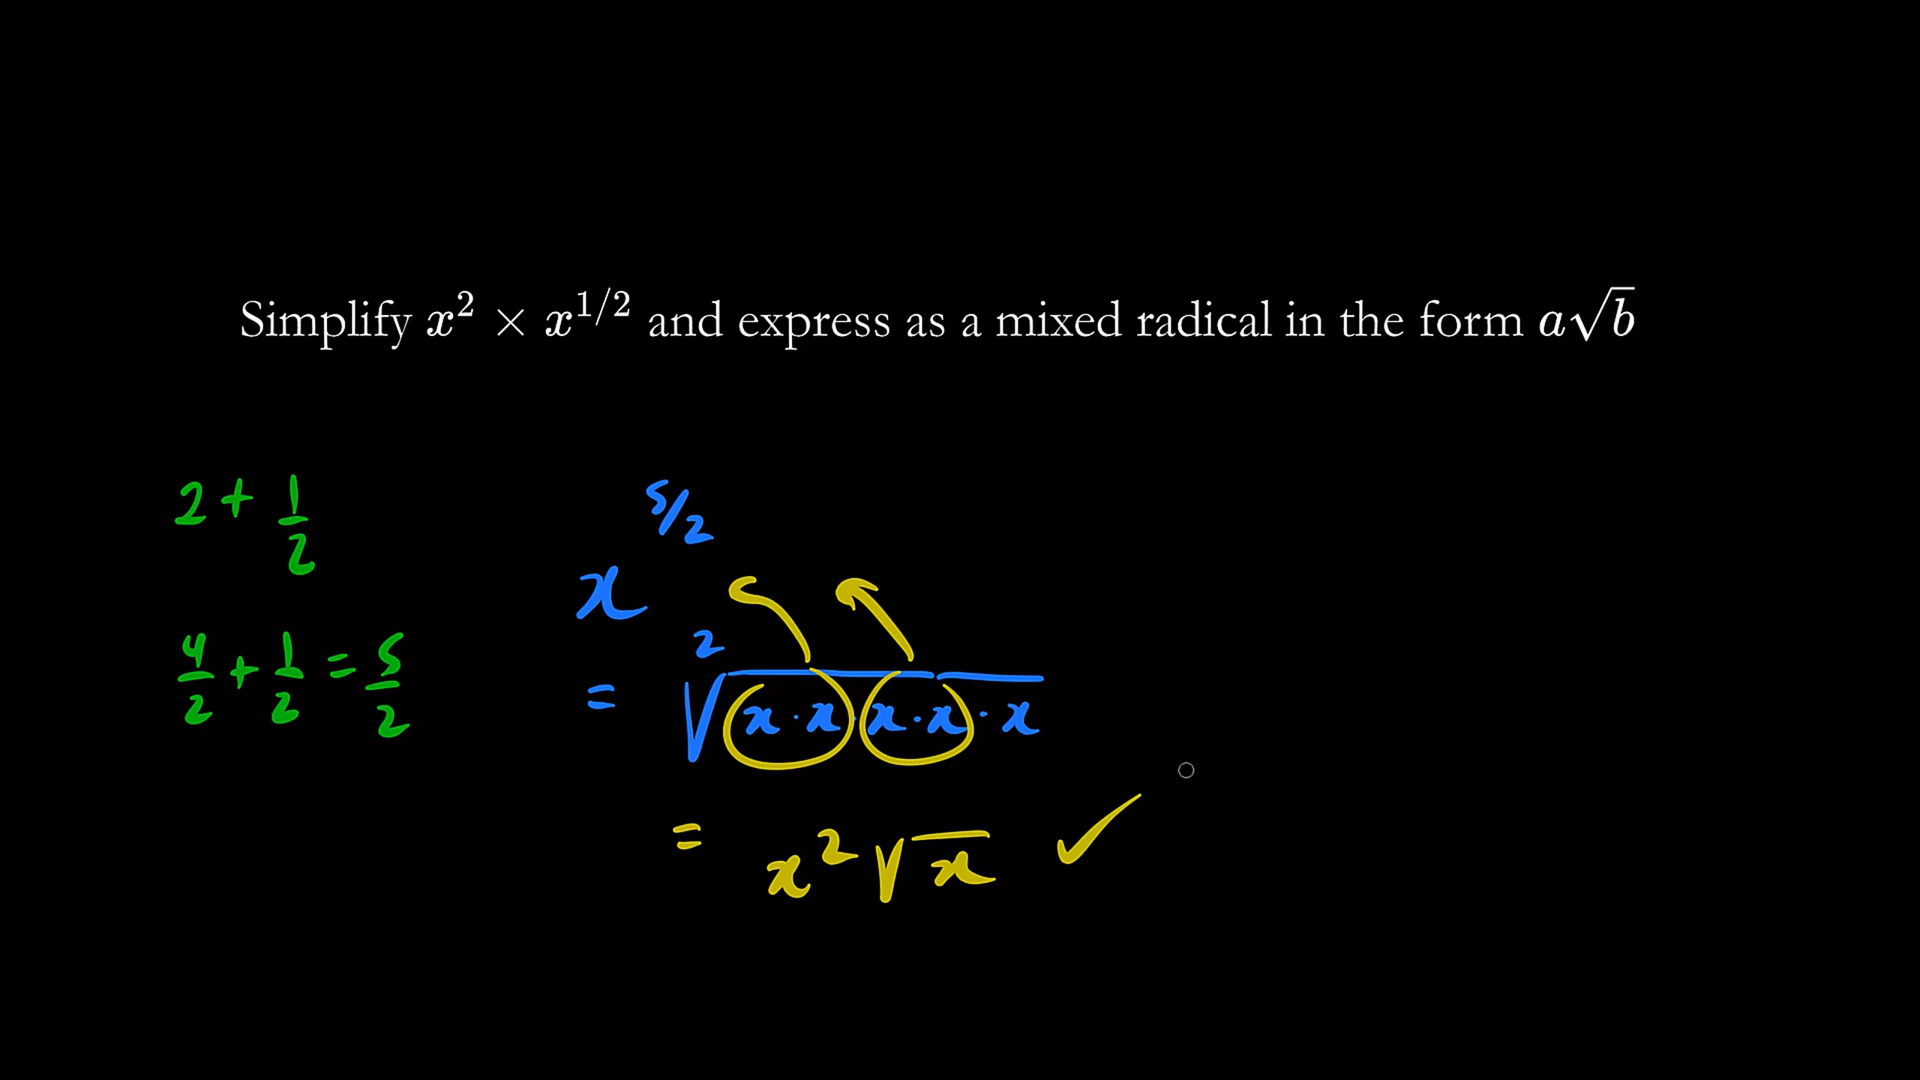 Simplify x² × x^{1/2} and express as a mixed radical in the form a√b
2 + 1/2
4/2 + 1/2 = 5/2
x^{5/2}
= ²√(x · x · x · x · x)
= x²√x ✓